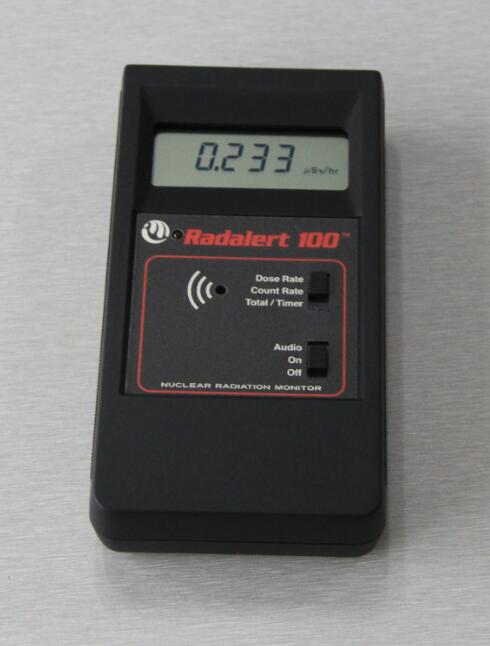 0.233 µSv/hr
Radalert 100™
Dose Rate
Count Rate
Total / Timer
Audio
On
Off
NUCLEAR RADIATION MONITOR